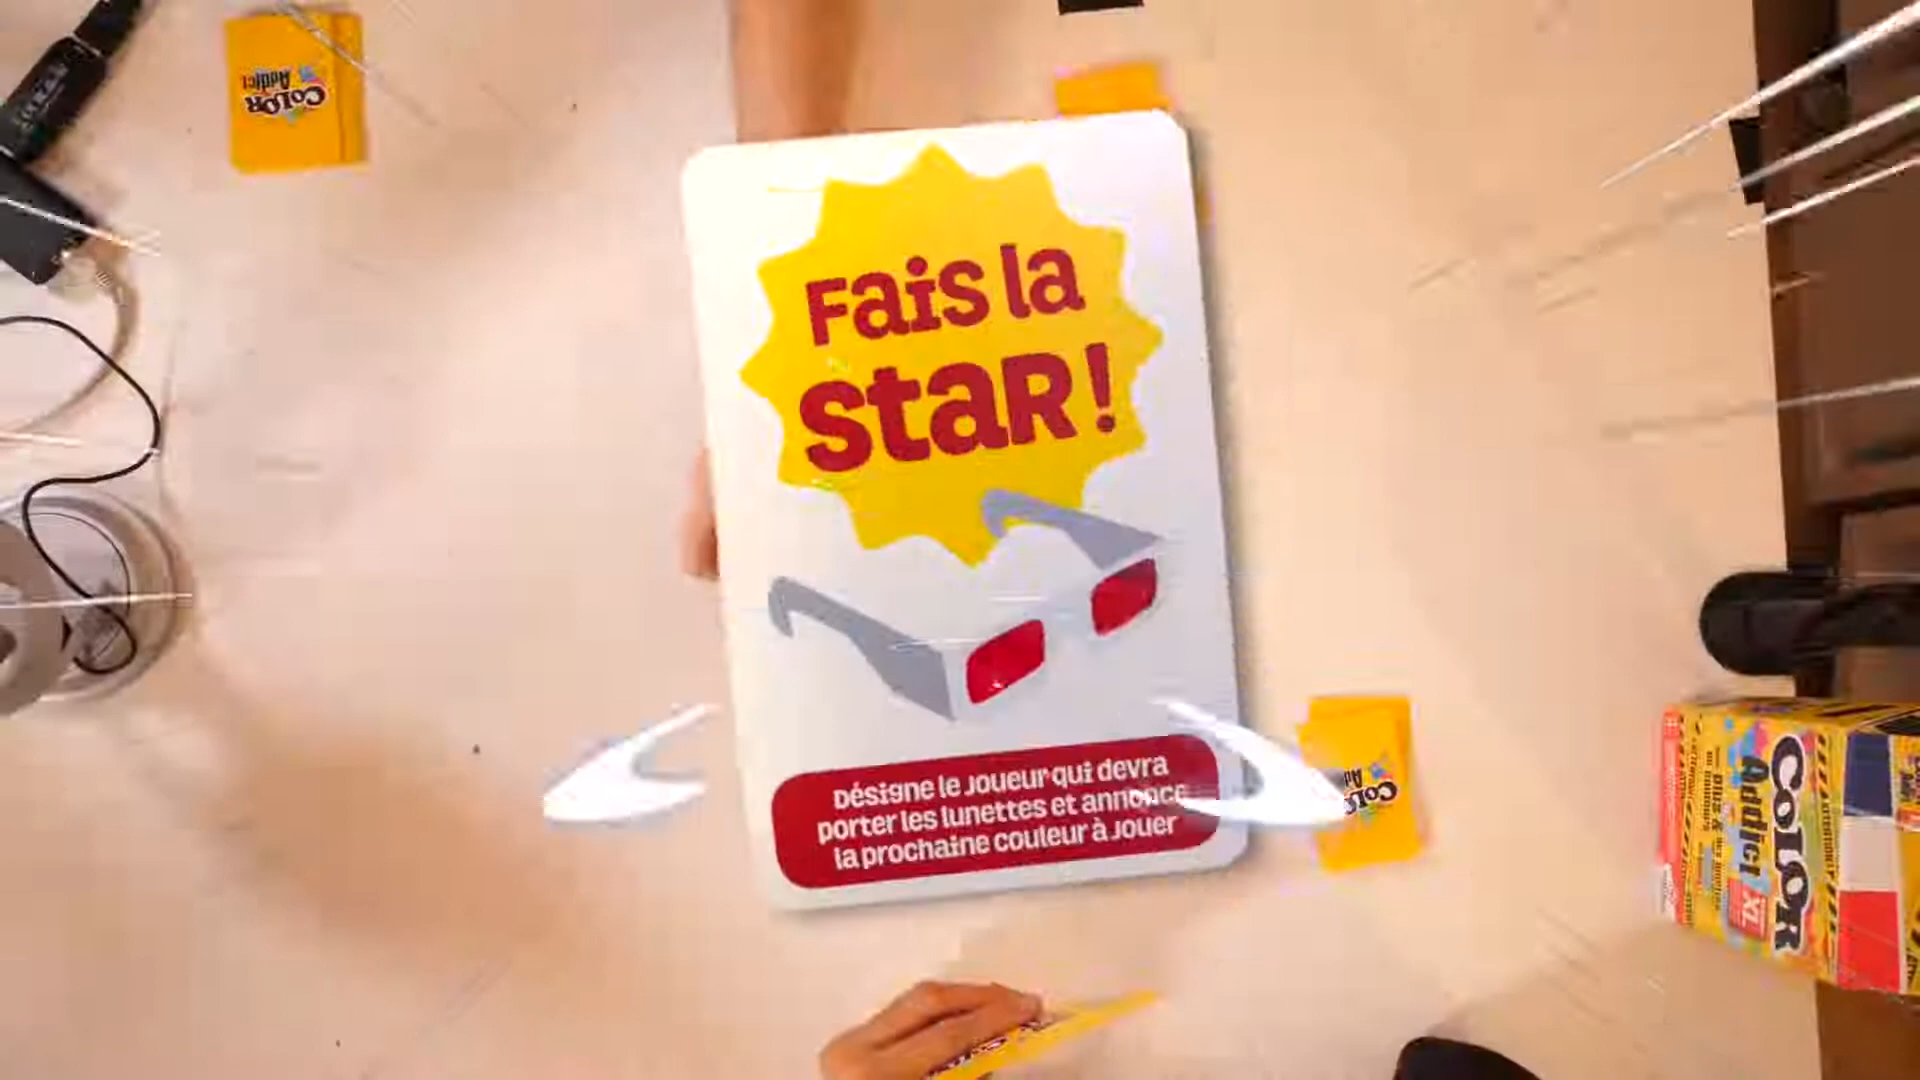 COLOR
Addict
Fais la
staR !
Désigne le joueur qui devra
porter les lunettes et annonce
la prochaine couleur à jouer
COLOR
Addict
COLOR
Addict
XL